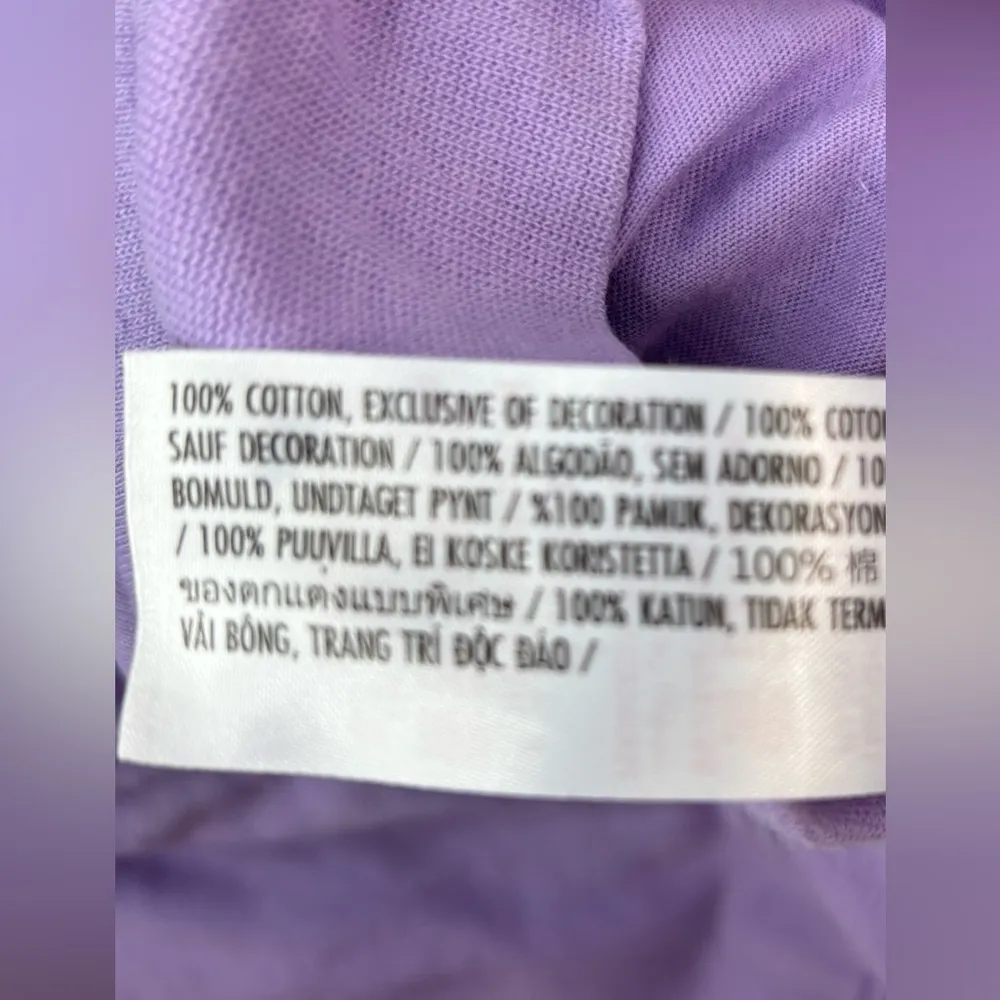 100% COTTON, EXCLUSIVE OF DECORATION / 100% COTO
SAUF DECORATION / 100% ALGODÃO, SEM ADORNO / 10
BOMULD, UNDTAGET PYNT / %100 PAMUK, DEKORASYON
/ 100% PUUVILLA, EI KOSKE KORISTETTA / 100% 棉
ของตกแต่งแบบพิเศษ / 100% KATUN, TIDAK TERM
VẢI BÔNG, TRANG TRÍ ĐỘC ĐÁO /